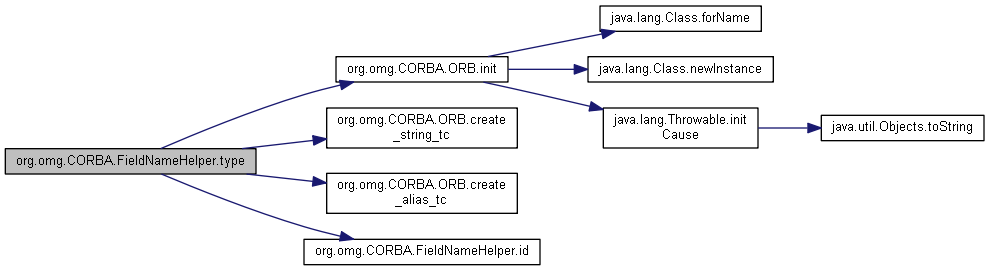 org.omg.CORBA.FieldNameHelper.type
org.omg.CORBA.ORB.init
java.lang.Class.forName
java.lang.Class.newInstance
java.lang.Throwable.init
Cause
java.util.Objects.toString
org.omg.CORBA.ORB.create
_string_tc
org.omg.CORBA.ORB.create
_alias_tc
org.omg.CORBA.FieldNameHelper.id